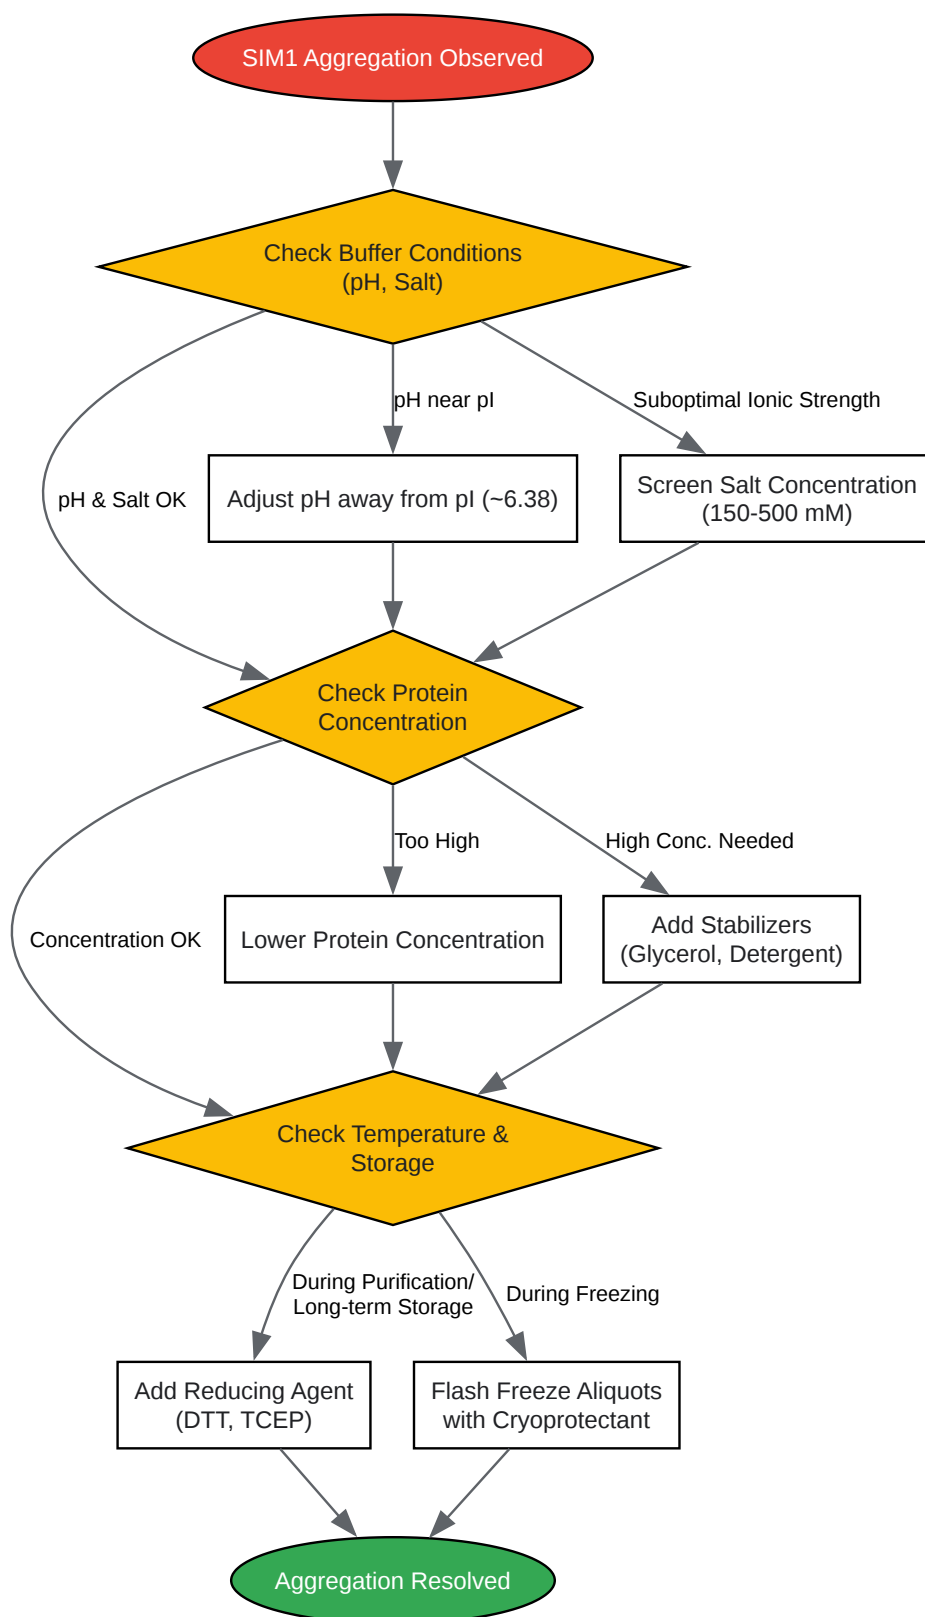 SIM1 Aggregation Observed
Check Buffer Conditions
(pH, Salt)
pH near pI
Suboptimal Ionic Strength
pH & Salt OK
Adjust pH away from pI (~6.38)
Screen Salt Concentration
(150-500 mM)
Check Protein
Concentration
Too High
High Conc. Needed
Concentration OK
Lower Protein Concentration
Add Stabilizers
(Glycerol, Detergent)
Check Temperature &
Storage
During Purification/
Long-term Storage
During Freezing
Add Reducing Agent
(DTT, TCEP)
Flash Freeze Aliquots
with Cryoprotectant
Aggregation Resolved